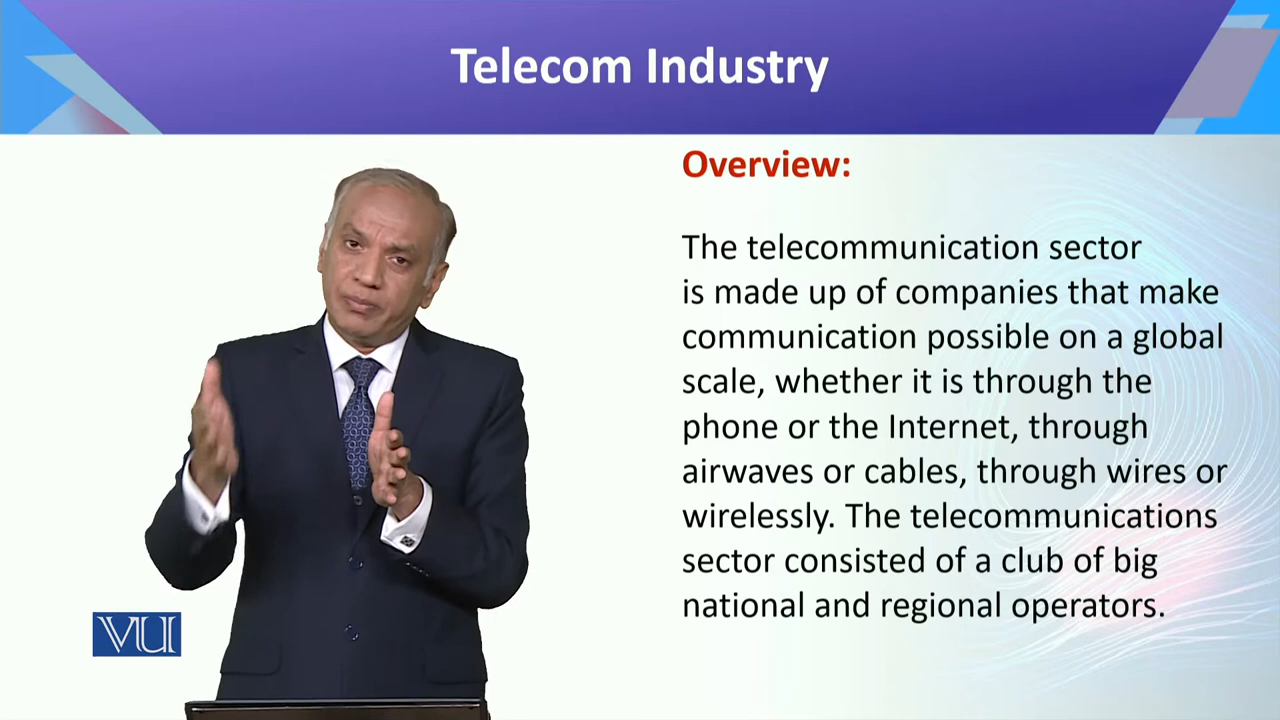 Telecom Industry
Overview:
The telecommunication sector
is made up of companies that make
communication possible on a global
scale, whether it is through the
phone or the Internet, through
airwaves or cables, through wires or
wirelessly. The telecommunications
sector consisted of a club of big
national and regional operators.
VU